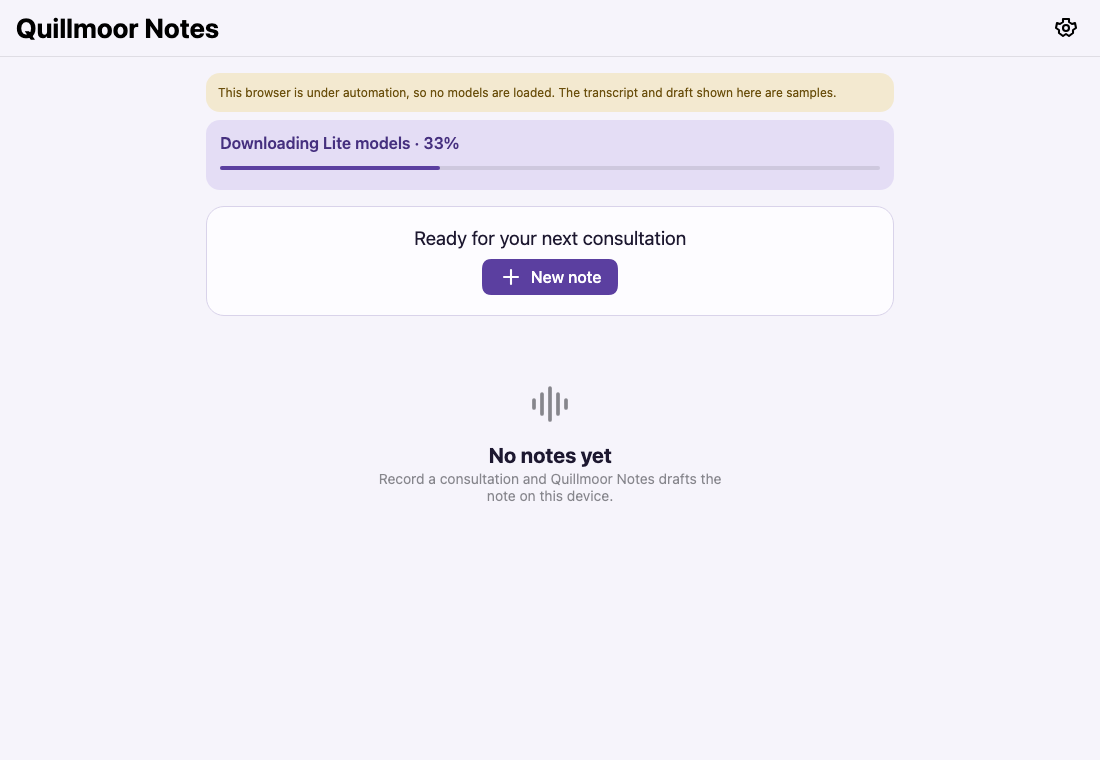 Quillmoor Notes
This browser is under automation, so no models are loaded. The transcript and draft shown here are samples.
Downloading Lite models · 33%
Ready for your next consultation
New note
No notes yet
Record a consultation and Quillmoor Notes drafts the
note on this device.